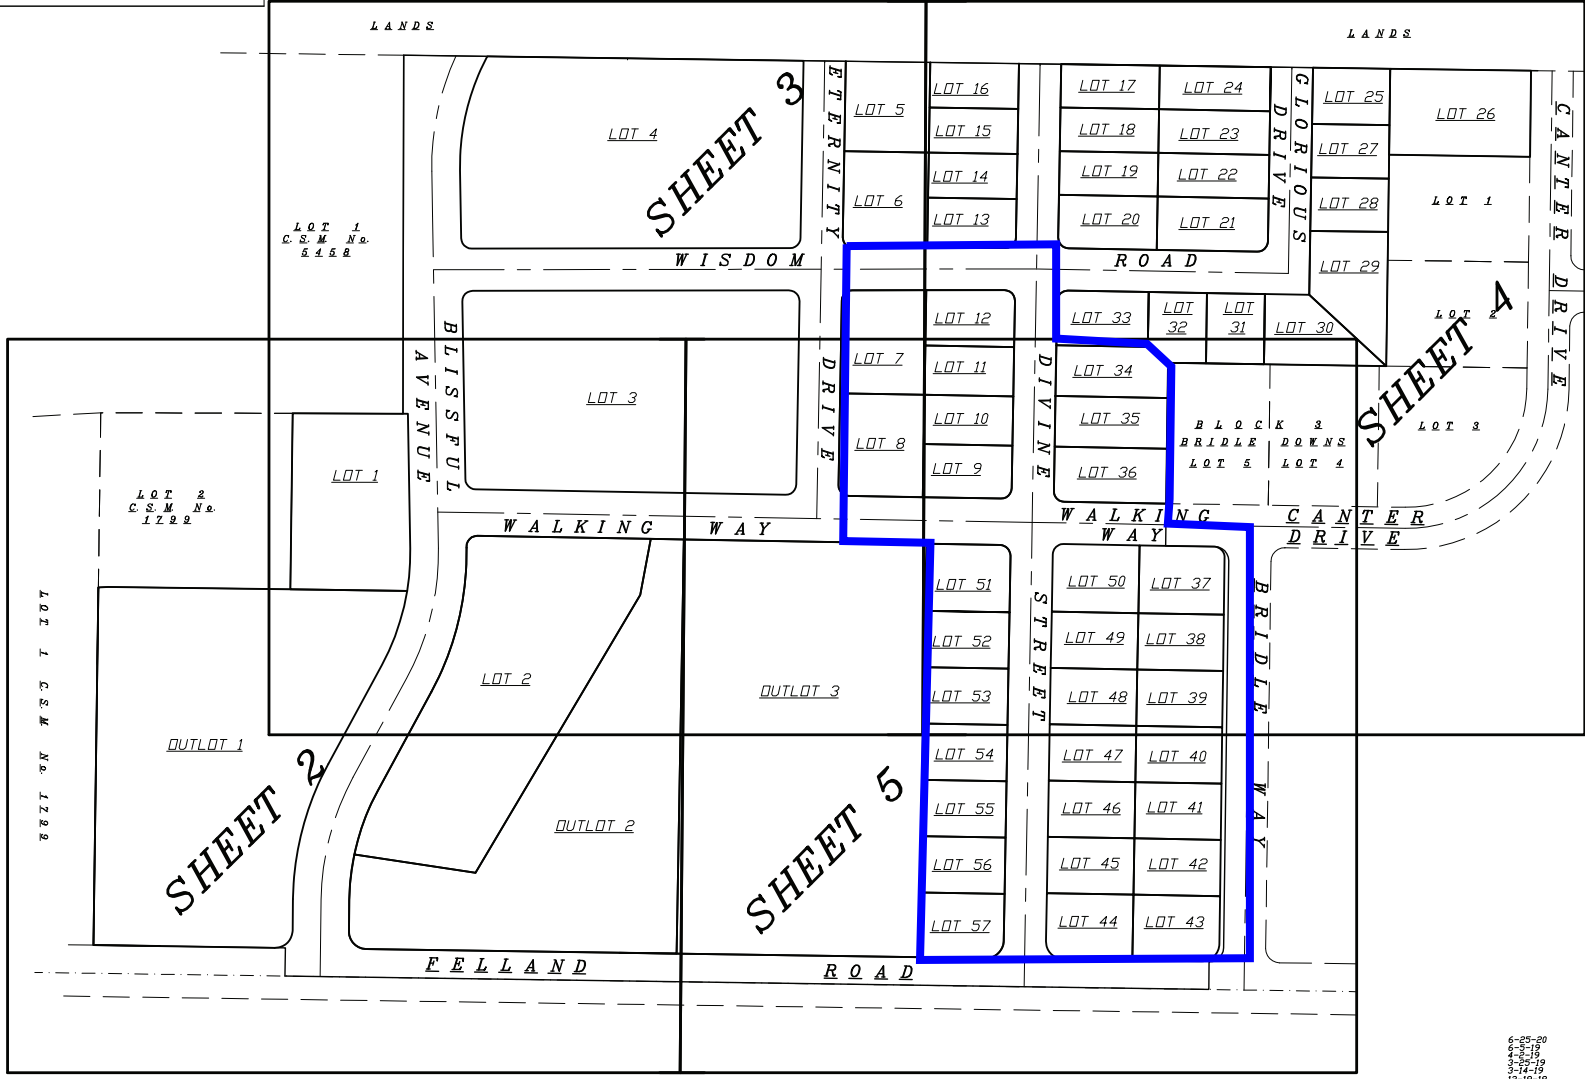 LANDS
LANDS
LOT 4
SHEET 3
ETERNITY
DRIVE
LOT 5
LOT 6
LOT 16
LOT 15
LOT 14
LOT 13
LOT 17
LOT 18
LOT 19
LOT 20
LOT 24
LOT 23
LOT 22
LOT 21
GLORIOUS
DRIVE
LOT 25
LOT 27
LOT 28
LOT 29
LOT 26
LOT 1
LOT 2
LOT 3
CANTER DRIVE
SHEET 4
LOT 1
C.S.M. No.
5458
WISDOM
ROAD
BLISSFUL
AVENUE
LOT 3
LOT 7
LOT 8
LOT 12
LOT 11
LOT 10
LOT 9
DIVINE
STREET
LOT 33
LOT
32
LOT
31
LOT 30
LOT 34
LOT 35
LOT 36
BLOCK 3
BRIDLE DOWNS
LOT 5 LOT 4
LOT 1
LOT 2
C.S.M. No.
1799
WALKING WAY
WALKING
WAY
CANTER
DRIVE
LOT 2
OUTLOT 3
LOT 51
LOT 52
LOT 53
LOT 54
LOT 55
LOT 56
LOT 57
LOT 50
LOT 49
LOT 48
LOT 47
LOT 46
LOT 45
LOT 44
LOT 37
LOT 38
LOT 39
LOT 40
LOT 41
LOT 42
LOT 43
BRIDLE WAY
LOT 1 C.S.M. No. 1766
OUTLOT 1
SHEET 2
OUTLOT 2
SHEET 5
FELLAND
ROAD
6-25-20
6-5-19
4-2-19
3-25-19
3-14-19